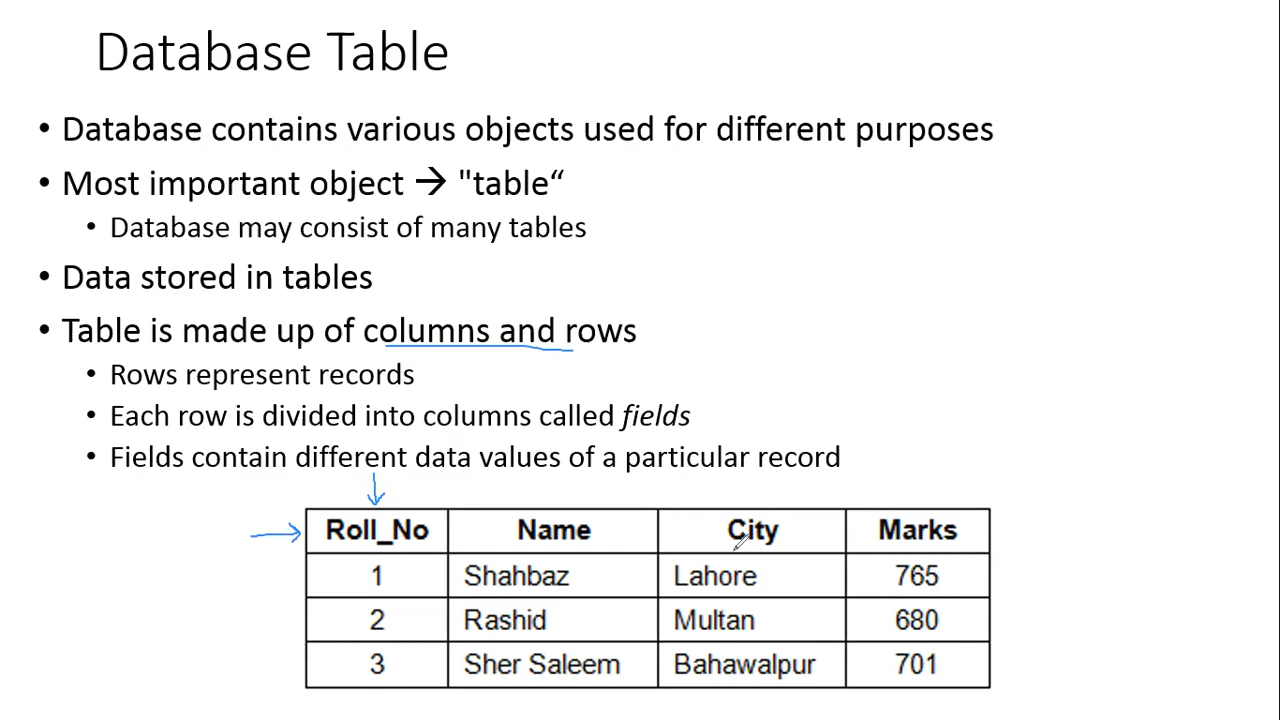 Database Table
• Database contains various objects used for different purposes
• Most important object → "table“
• Database may consist of many tables
• Data stored in tables
• Table is made up of columns and rows
• Rows represent records
• Each row is divided into columns called fields
• Fields contain different data values of a particular record
Roll_No Name City Marks
1 Shahbaz Lahore 765
2 Rashid Multan 680
3 Sher Saleem Bahawalpur 701